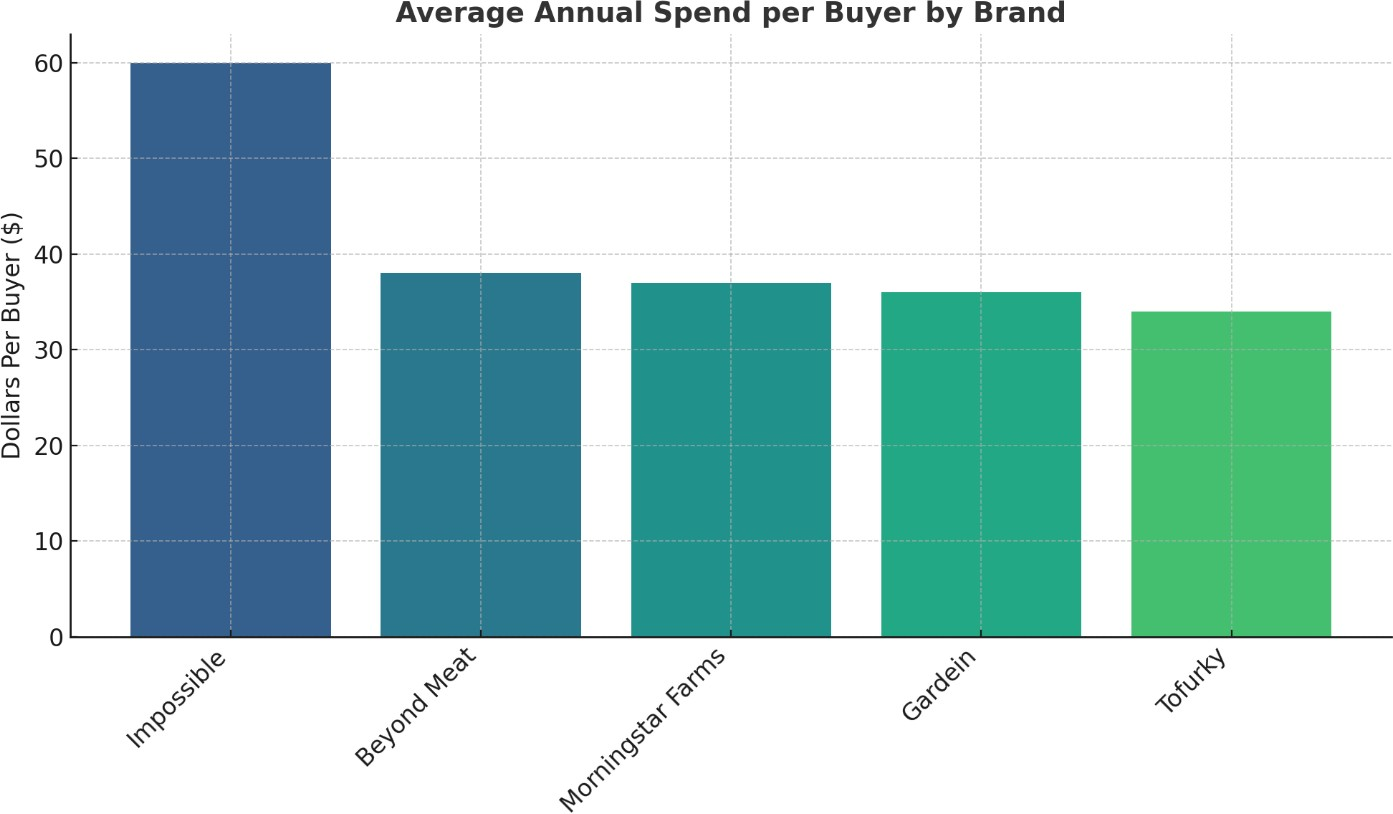 Average Annual Spend per Buyer by Brand
Dollars Per Buyer ($)
60
50
40
30
20
10
0
Impossible
Beyond Meat
Morningstar Farms
Gardein
Tofurky